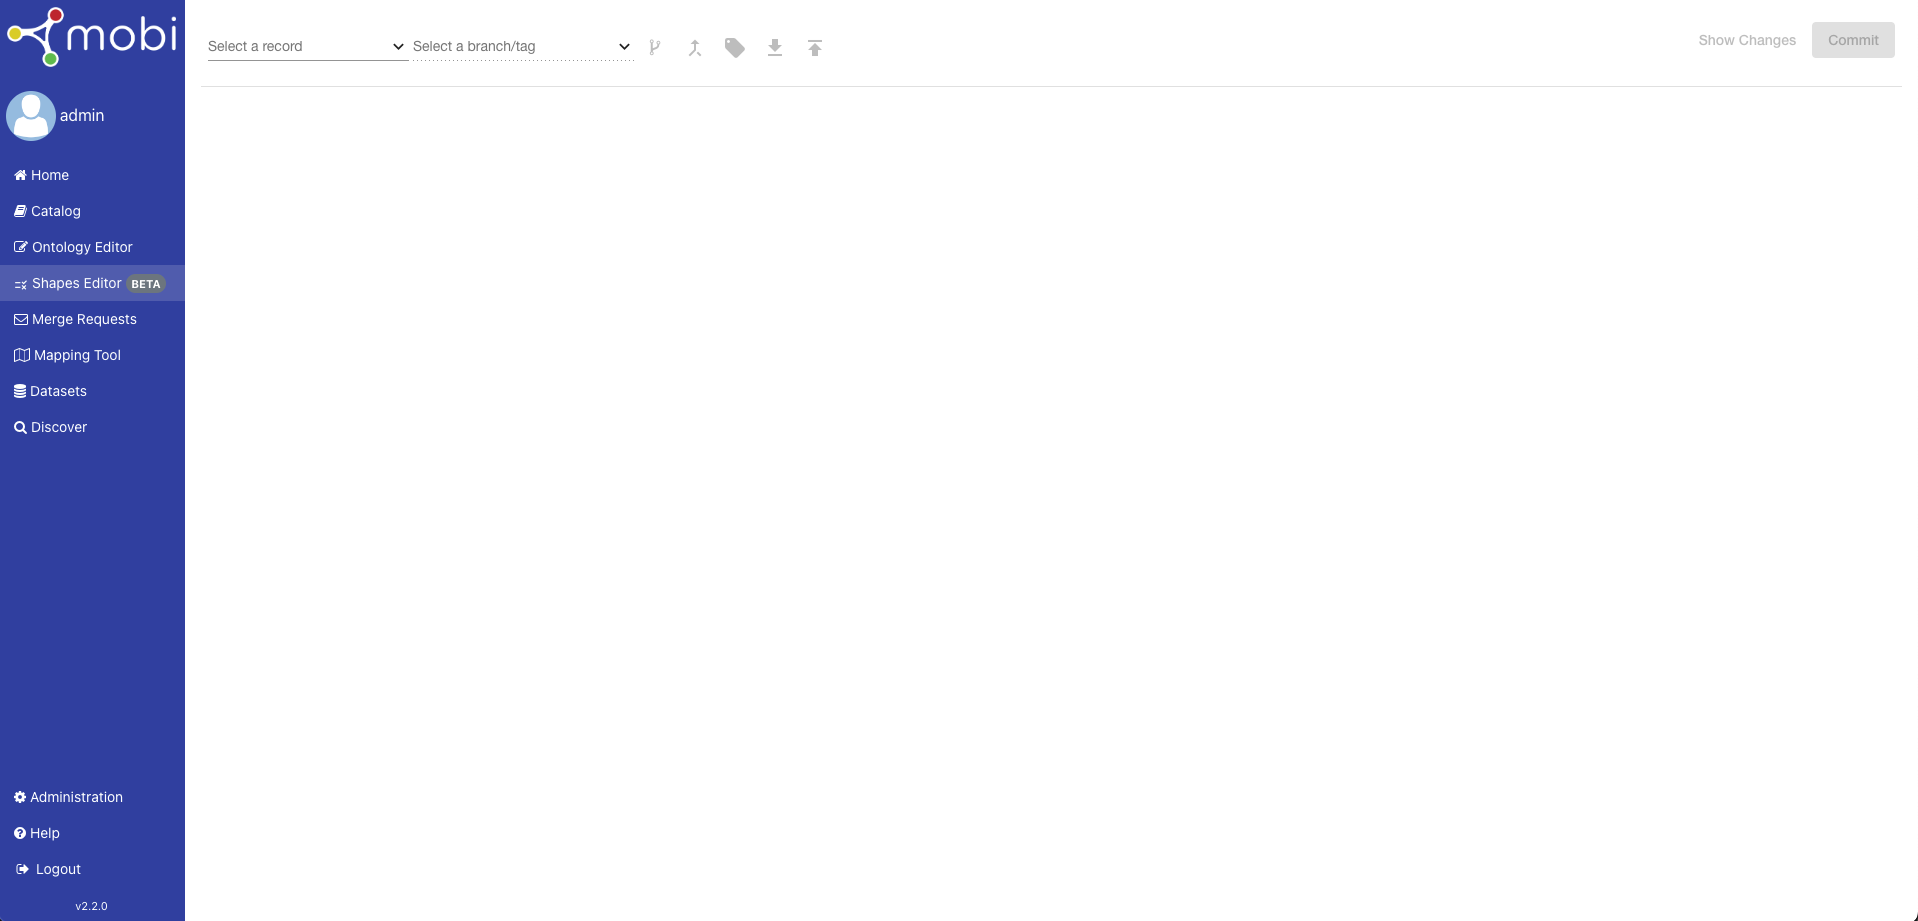 mobi
Select a record
Select a branch/tag
Show Changes
Commit
admin
Home
Catalog
Ontology Editor
Shapes Editor BETA
Merge Requests
Mapping Tool
Datasets
Discover
Administration
Help
Logout
v2.2.0